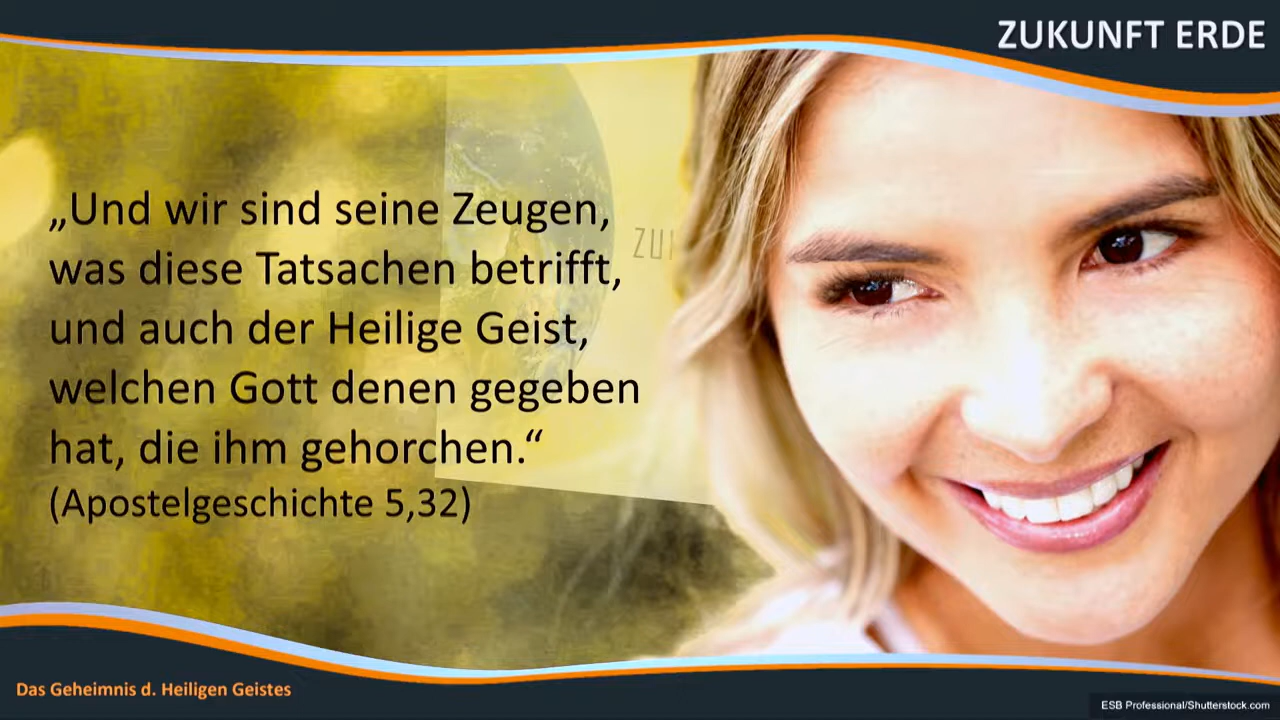 ZUKUNFT ERDE
„Und wir sind seine Zeugen,
was diese Tatsachen betrifft,
und auch der Heilige Geist,
welchen Gott denen gegeben
hat, die ihm gehorchen.“
(Apostelgeschichte 5,32)
Das Geheimnis d. Heiligen Geistes
ESB Professional/Shutterstock.com